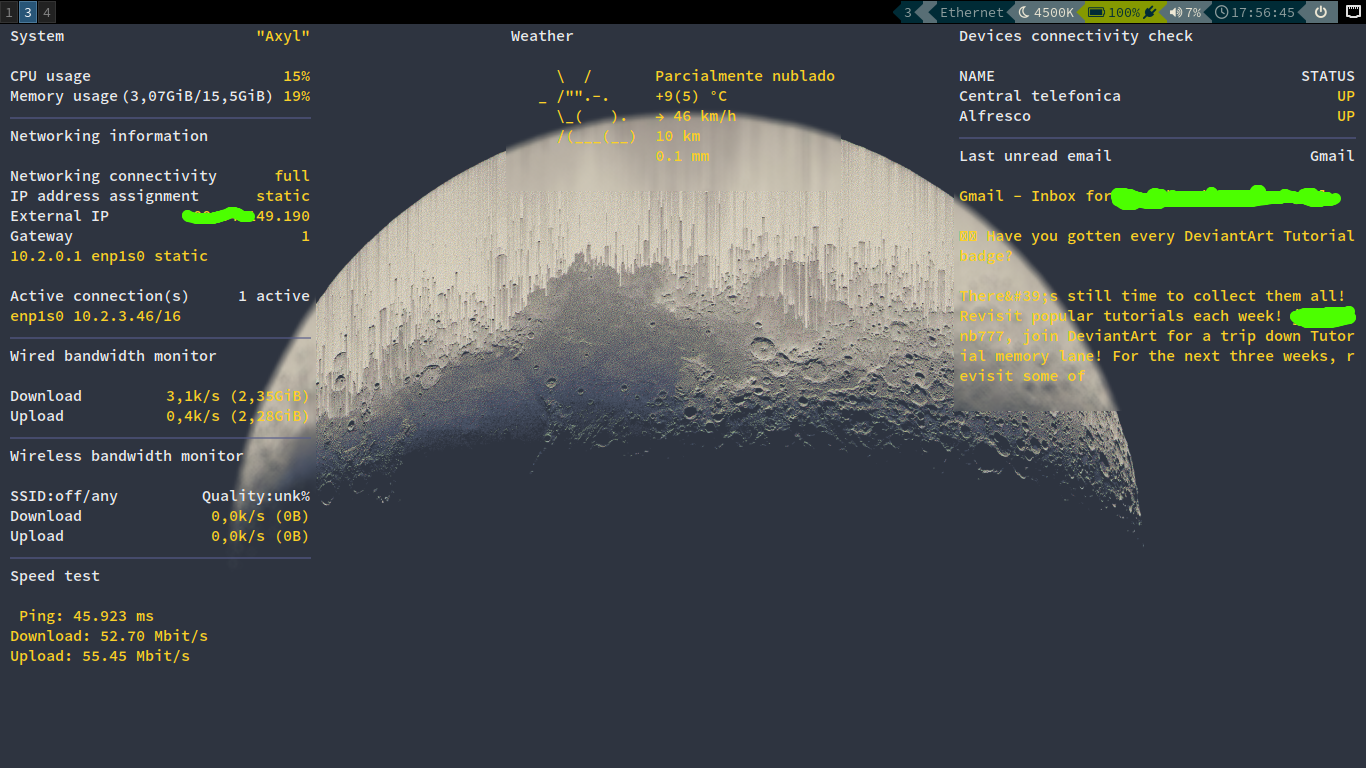 1 3 4
3 Ethernet 4500K 100% 7% 17:56:45
System "Axyl"
CPU usage 15%
Memory usage (3,07GiB/15,5GiB) 19%
Networking information
Networking connectivity full
IP address assignment static
External IP 49.190
Gateway 1
10.2.0.1 enp1s0 static
Active connection(s) 1 active
enp1s0 10.2.3.46/16
Wired bandwidth monitor
Download 3,1k/s (2,35GiB)
Upload 0,4k/s (2,28GiB)
Wireless bandwidth monitor
SSID:off/any Quality:unk%
Download 0,0k/s (0B)
Upload 0,0k/s (0B)
Speed test
Ping: 45.923 ms
Download: 52.70 Mbit/s
Upload: 55.45 Mbit/s
Weather
\  /       Parcialmente nublado
_ /"".-.     +9(5) °C
\_(   ).   → 46 km/h
/(___(__)  10 km
0.1 mm
Devices connectivity check
NAME STATUS
Central telefonica UP
Alfresco UP
Last unread email Gmail
Gmail - Inbox for
Have you gotten every DeviantArt Tutorial
badge?
There&#39;s still time to collect them all!
Revisit popular tutorials each week!
nb777, join DeviantArt for a trip down Tutor
ial memory lane! For the next three weeks, r
evisit some of